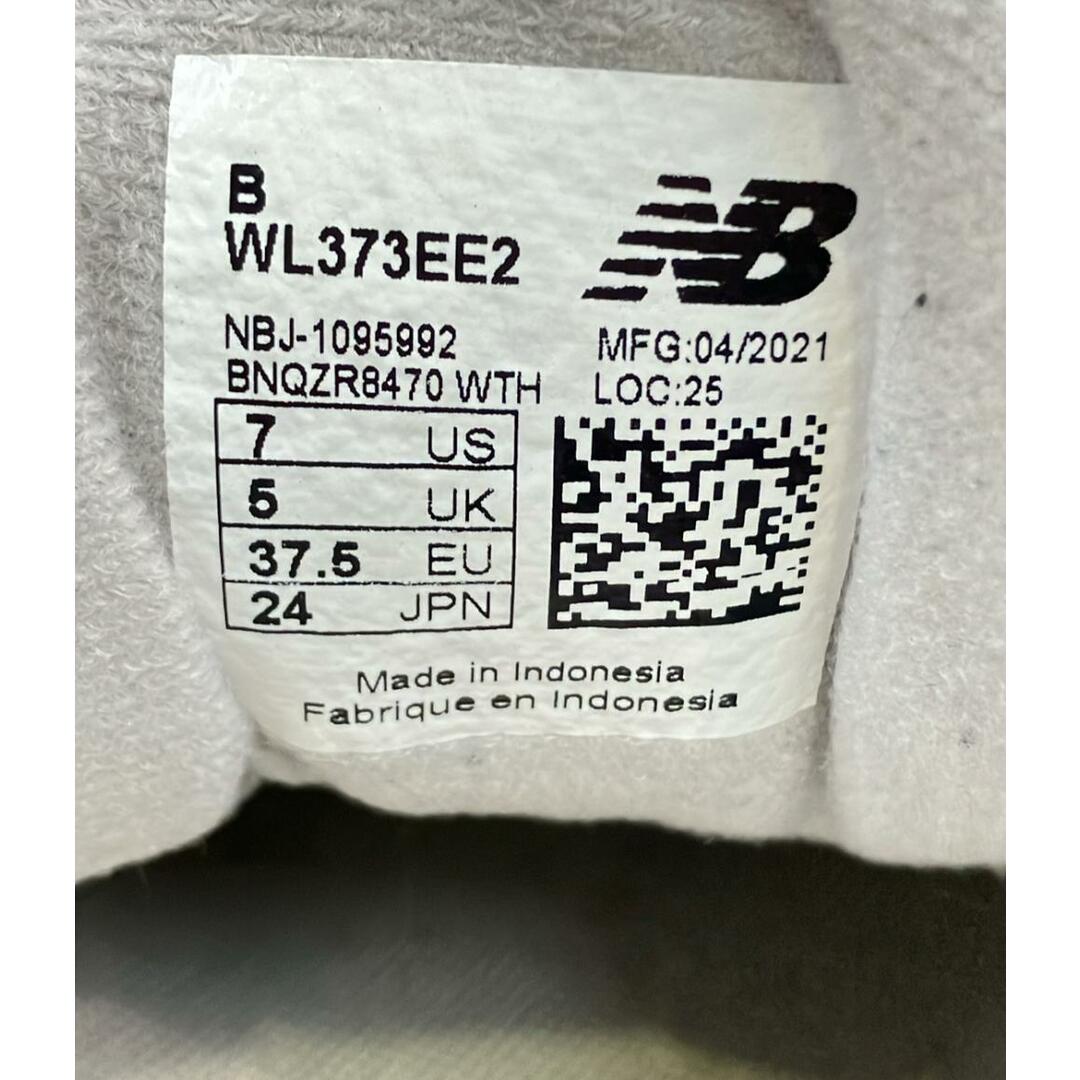 B
WL373EE2
NB
NBJ-1095992
BNQZR8470 WTH
MFG:04/2021
LOC:25
7 US
5 UK
37.5 EU
24 JPN
Made in Indonesia
Fabrique en Indonesia